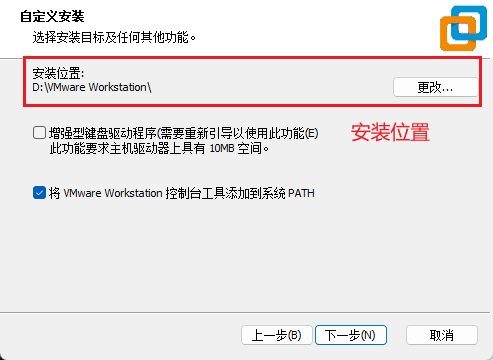 自定义安装
选择安装目标及任何其他功能。
安装位置:
D:\VMware Workstation\
更改...
增强型键盘驱动程序(需要重新引导以使用此功能(E)
此功能要求主机驱动器上具有 10MB 空间。
安装位置
将 VMware Workstation 控制台工具添加到系统 PATH
上一步(B)
下一步(N)
取消